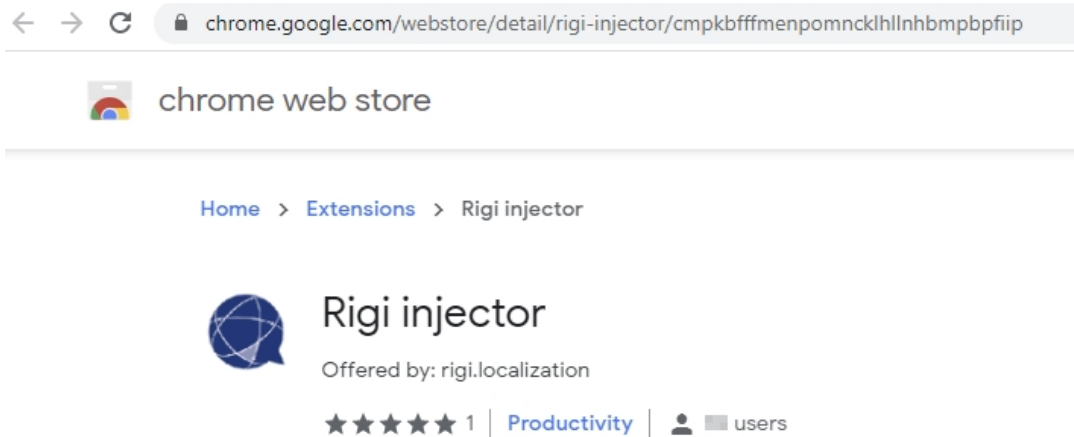 chrome.google.com/webstore/detail/rigi-injector/cmpkbfffmenpomncklhllnhbmpbpfiip
chrome web store
Home > Extensions > Rigi injector
Rigi injector
Offered by: rigi.localization
★★★★★ 1 | Productivity | users